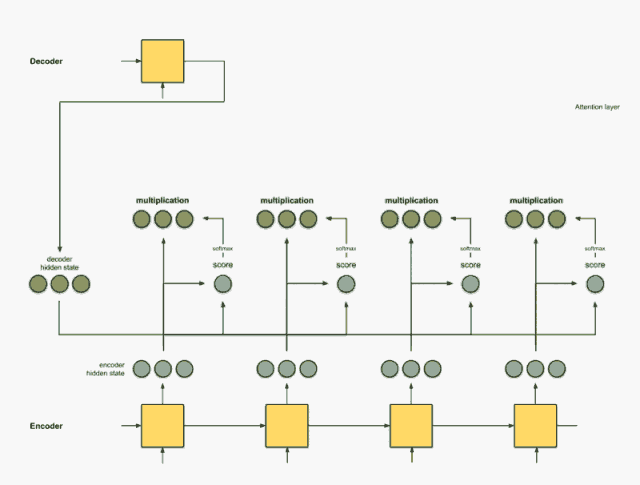 Decoder
Attention layer
multiplication
multiplication
multiplication
multiplication
softmax
softmax
softmax
softmax
decoder
hidden state
score
score
score
score
encoder
hidden state
Encoder